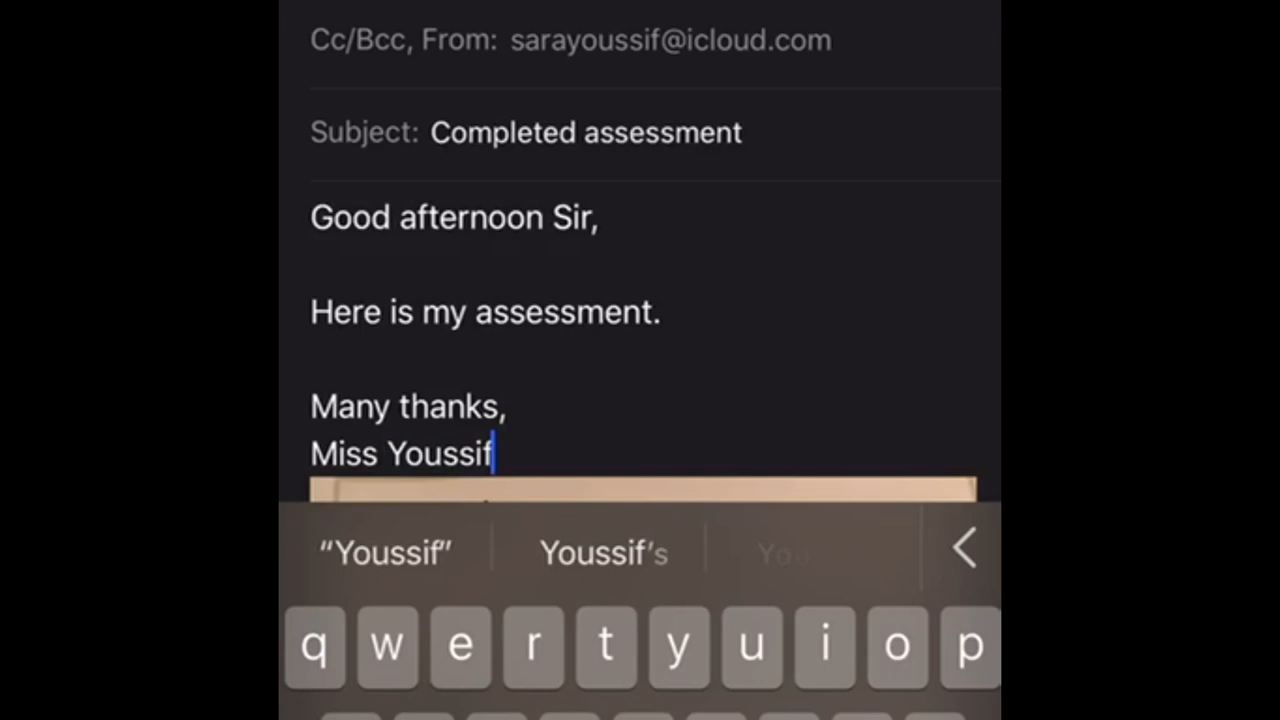 Cc/Bcc, From: sarayoussif@icloud.com
Subject: Completed assessment
Good afternoon Sir,
Here is my assessment.
Many thanks,
Miss Youssif
“Youssif” Youssif’s You
q w e r t y u i o p